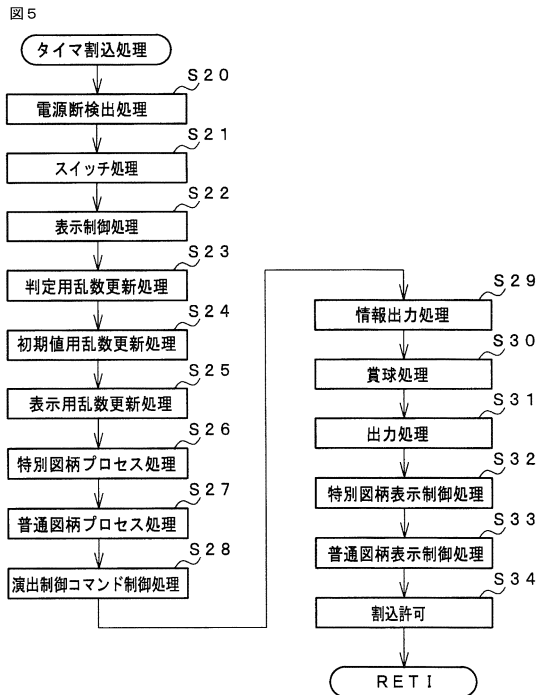 図5
タイマ割込処理
S20
電源断検出処理
S21
スイッチ処理
S22
表示制御処理
S23
判定用乱数更新処理
S24
初期値用乱数更新処理
S25
表示用乱数更新処理
S26
特別図柄プロセス処理
S27
普通図柄プロセス処理
S28
演出制御コマンド制御処理
S29
情報出力処理
S30
賞球処理
S31
出力処理
S32
特別図柄表示制御処理
S33
普通図柄表示制御処理
S34
割込許可
RETI